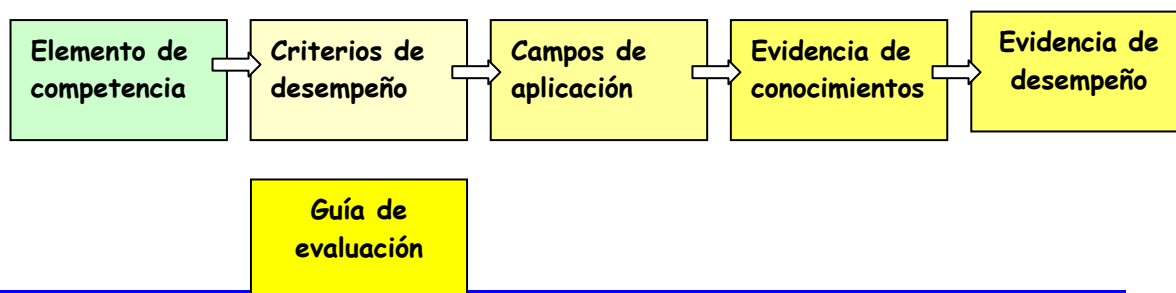 Elemento de
competencia
Criterios de
desempeño
Campos de
aplicación
Evidencia de
conocimientos
Evidencia de
desempeño
Guía de
evaluación